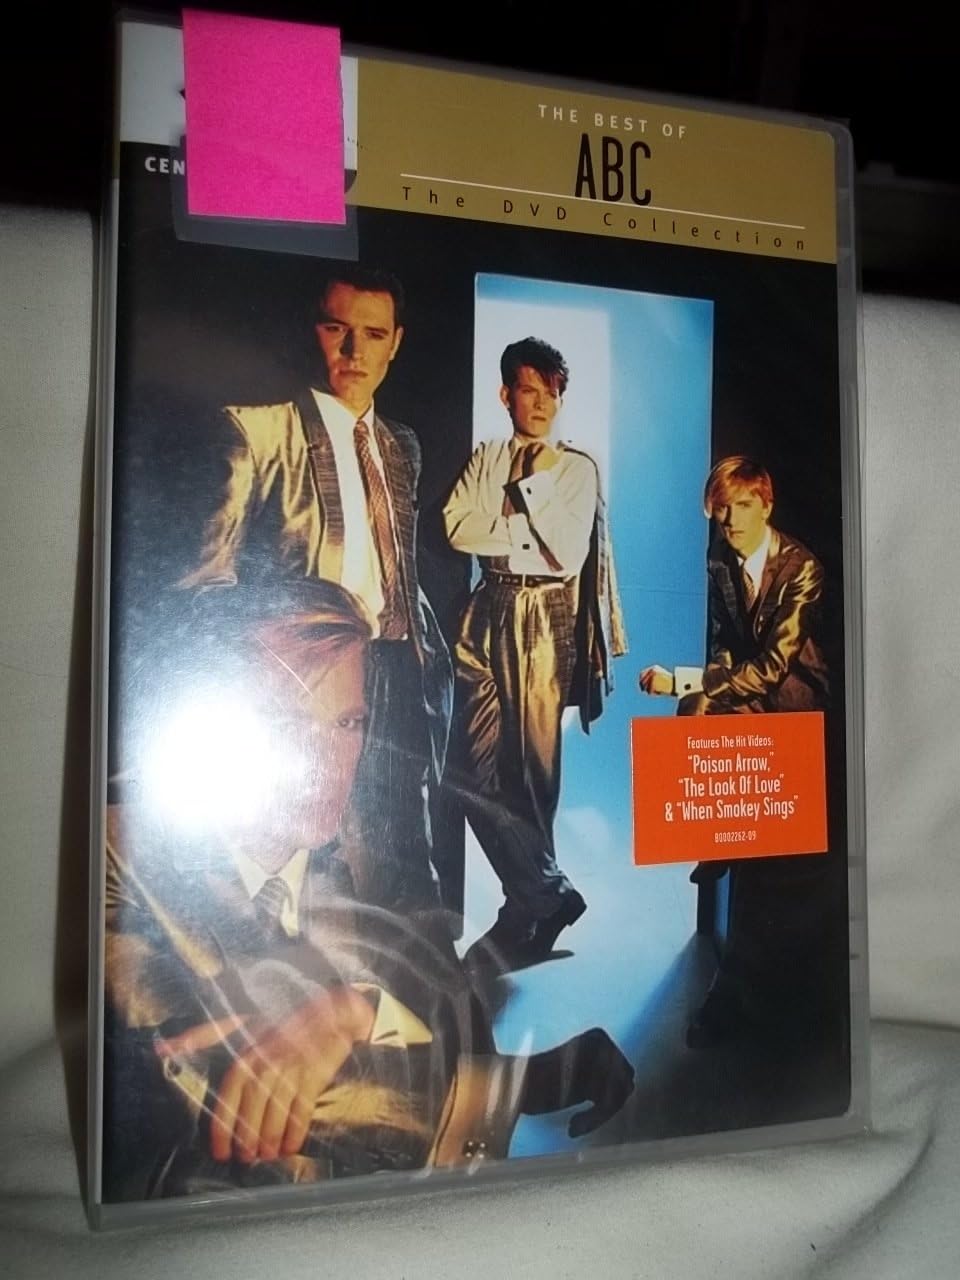 THE BEST OF
ABC
The DVD Collection
CEN
Features The Hit Videos:
"Poison Arrow,"
"The Look Of Love"
& "When Smokey Sings"
B0002262-09